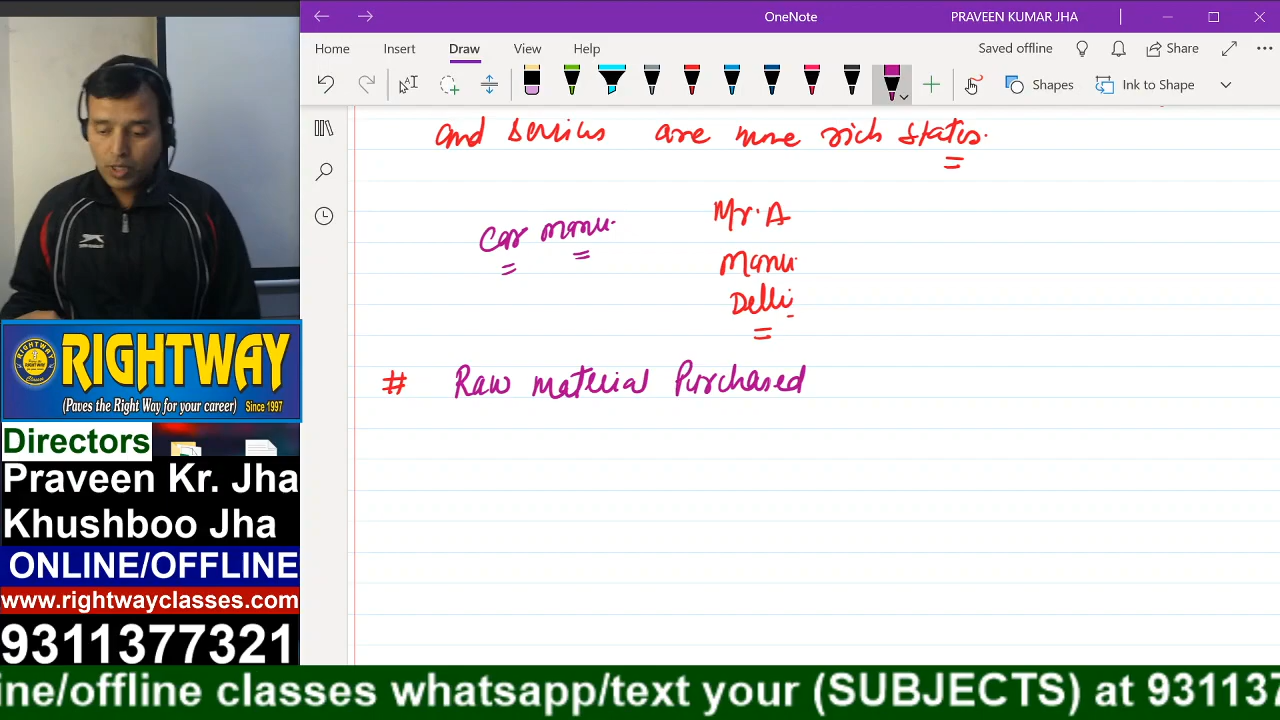 OneNote
PRAVEEN KUMAR JHA
Home Insert Draw View Help
Saved offline
Share
Shapes
Ink to Shape
and services are more rich states.
Car manu.
Mr. A
Manu.
Delhi
# Raw material Purchased
RIGHTWAY
(Paves the Right Way for your career) Since 1997
Directors
Praveen Kr. Jha
Khushboo Jha
ONLINE/OFFLINE
www.rightwayclasses.com
9311377321
ine/offline classes whatsapp/text your (SUBJECTS) at 93113